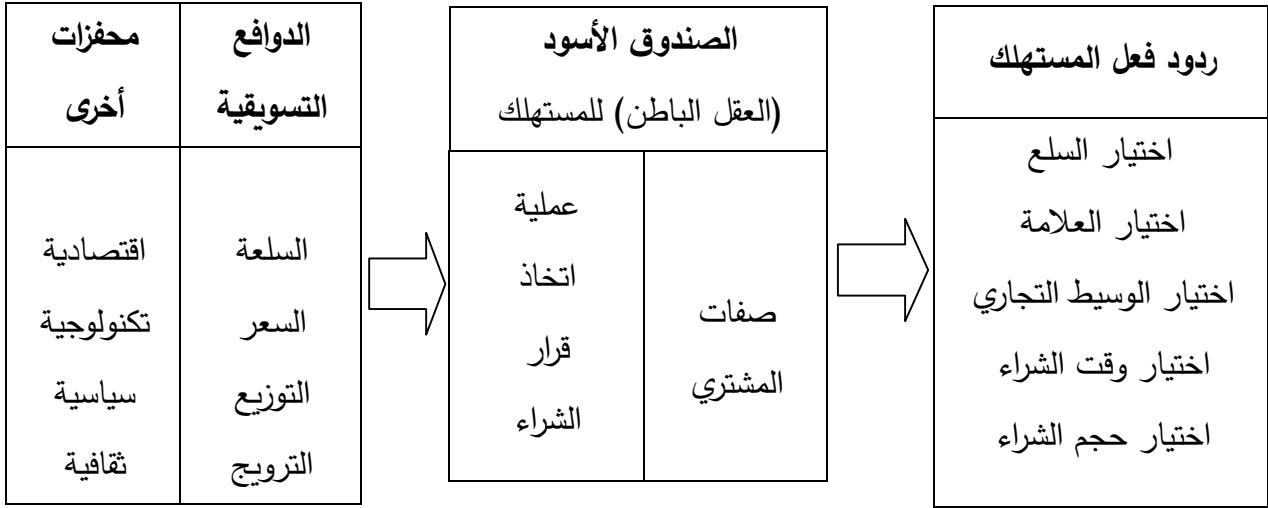 محفزات
أخرى
الدوافع
التسويقية
اقتصادية
تكنولوجية
سياسية
ثقافية
السلعة
السعر
التوزيع
الترويج
الصندوق الأسود
(العقل الباطن) للمستهلك
عملية
اتخاذ
قرار
الشراء
صفات
المشتري
ردود فعل المستهلك
اختيار السلع
اختيار العلامة
اختيار الوسيط التجاري
اختيار وقت الشراء
اختيار حجم الشراء